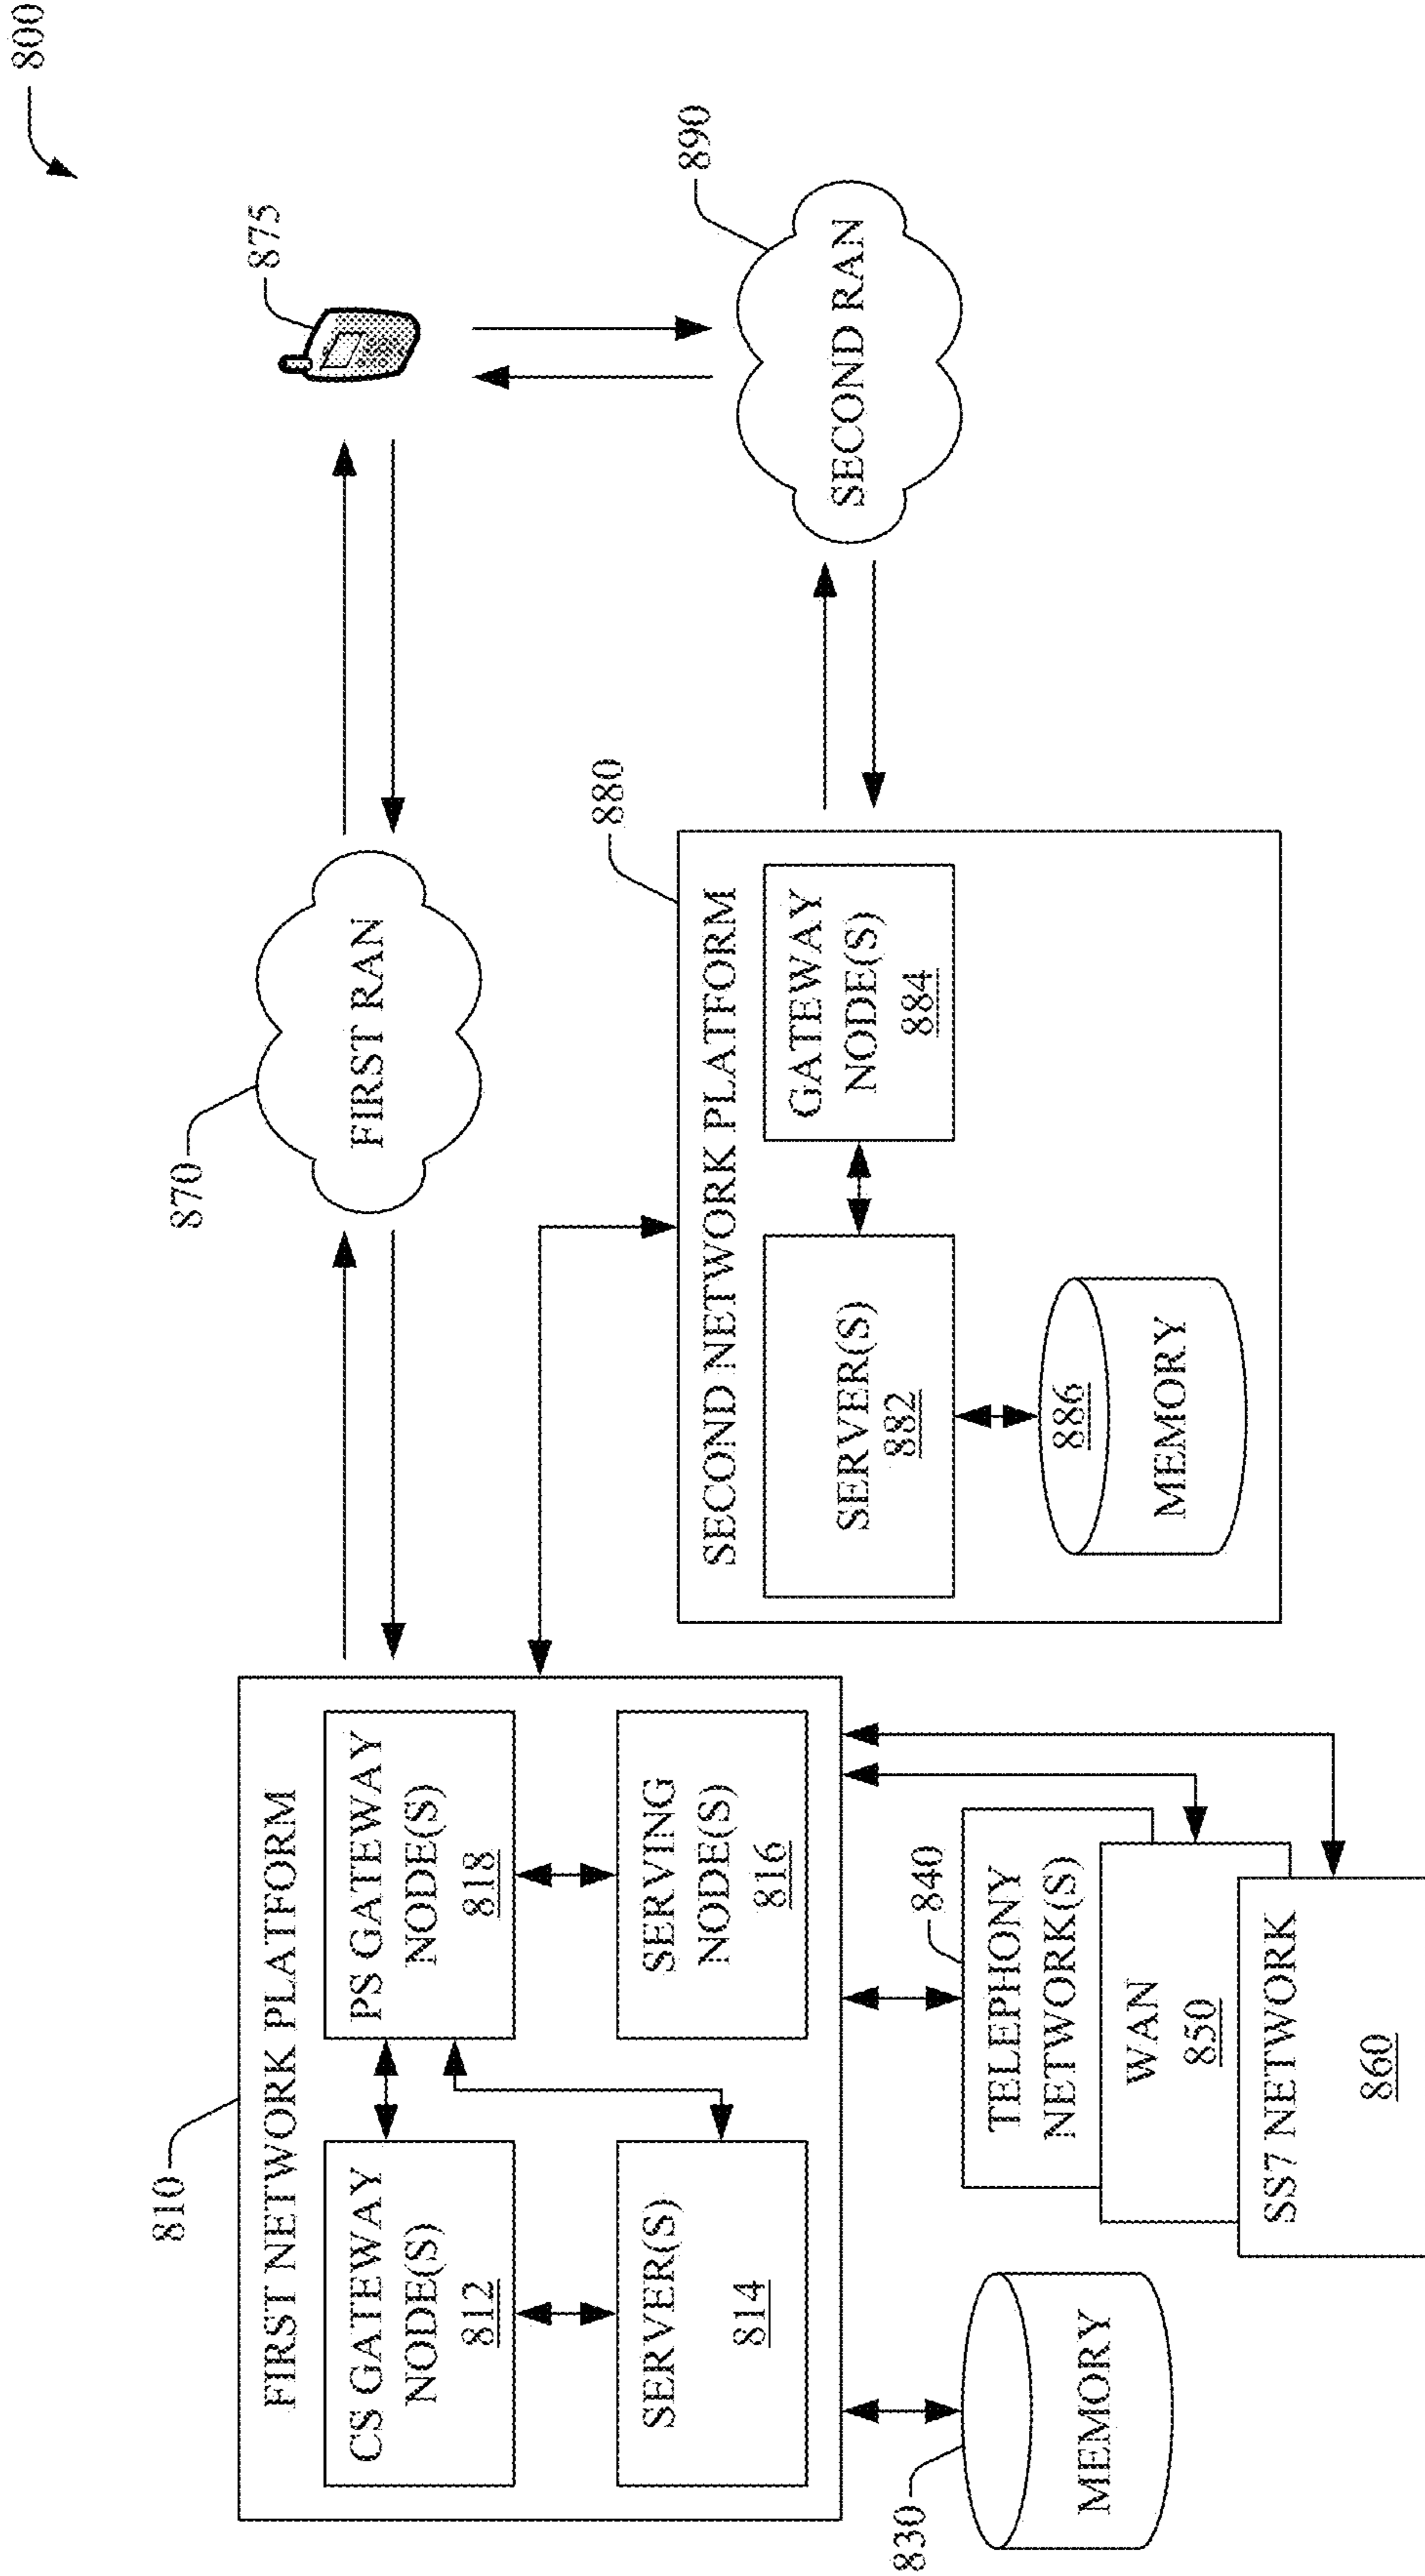 800
810
FIRST NETWORK PLATFORM
CS GATEWAY
NODE(S)
812
PS GATEWAY
NODE(S)
818
SERVER(S)
814
SERVING
NODE(S)
816
870
FIRST RAN
875
830
MEMORY
840
TELEPHONY
NETWORK(S)
WAN
850
SS7 NETWORK
860
880
SECOND NETWORK PLATFORM
SERVER(S)
882
GATEWAY
NODE(S)
884
886
MEMORY
890
SECOND RAN